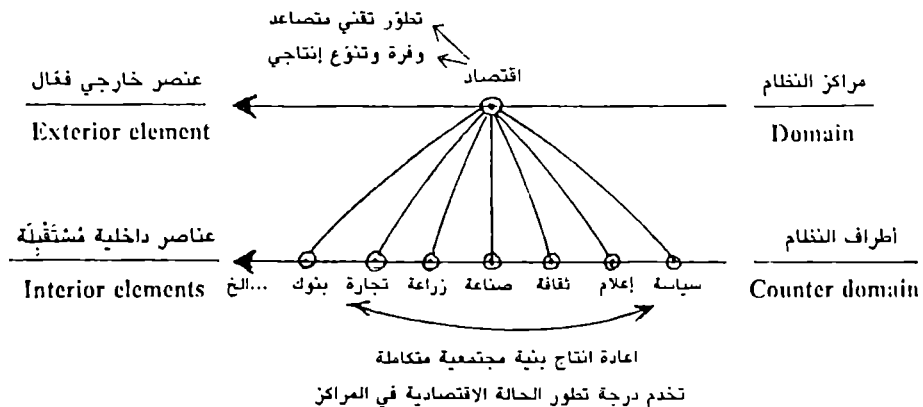 تطوّر تقني متصاعد
وفرة وتنوّع إنتاجي
اقتصاد
مراكز النظام
Domain
عنصر خارجي فعّال
Exterior element
أطراف النظام
Counter domain
عناصر داخلية مُسْتَقْبِلَة
Interior elements
سياسة إعلام ثقافة صناعة زراعة تجارة بنوك ...الخ
اعادة انتاج بنية مجتمعية متكاملة
تخدم درجة تطور الحالة الاقتصادية في المراكز